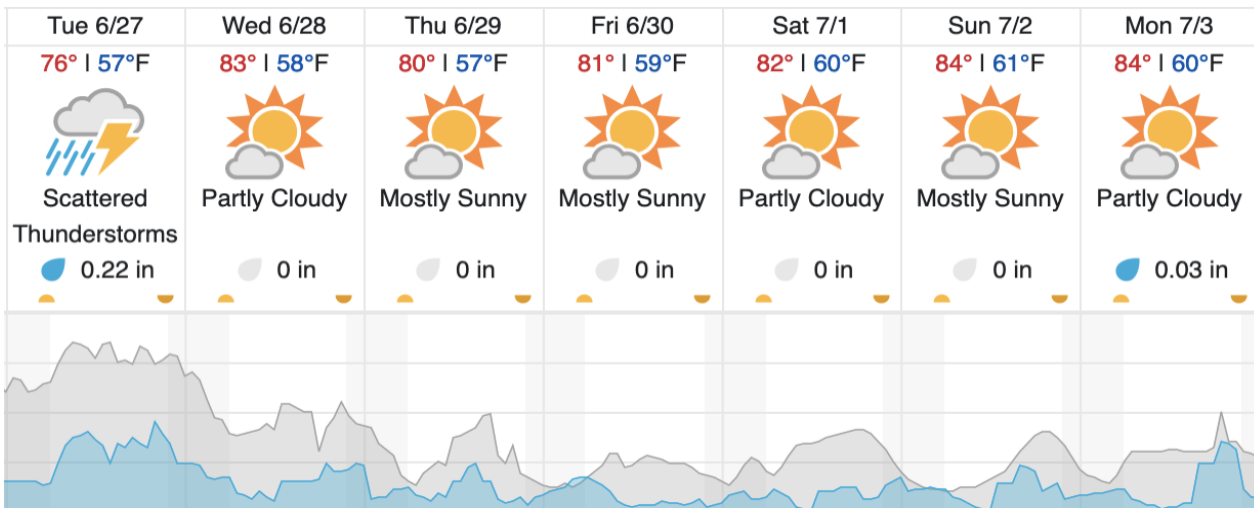 Tue 6/27 Wed 6/28 Thu 6/29 Fri 6/30 Sat 7/1 Sun 7/2 Mon 7/3
76° | 57°F 83° | 58°F 80° | 57°F 81° | 59°F 82° | 60°F 84° | 61°F 84° | 60°F
Scattered Partly Cloudy Mostly Sunny Mostly Sunny Partly Cloudy Mostly Sunny Partly Cloudy
Thunderstorms
0.22 in 0 in 0 in 0 in 0 in 0 in 0.03 in